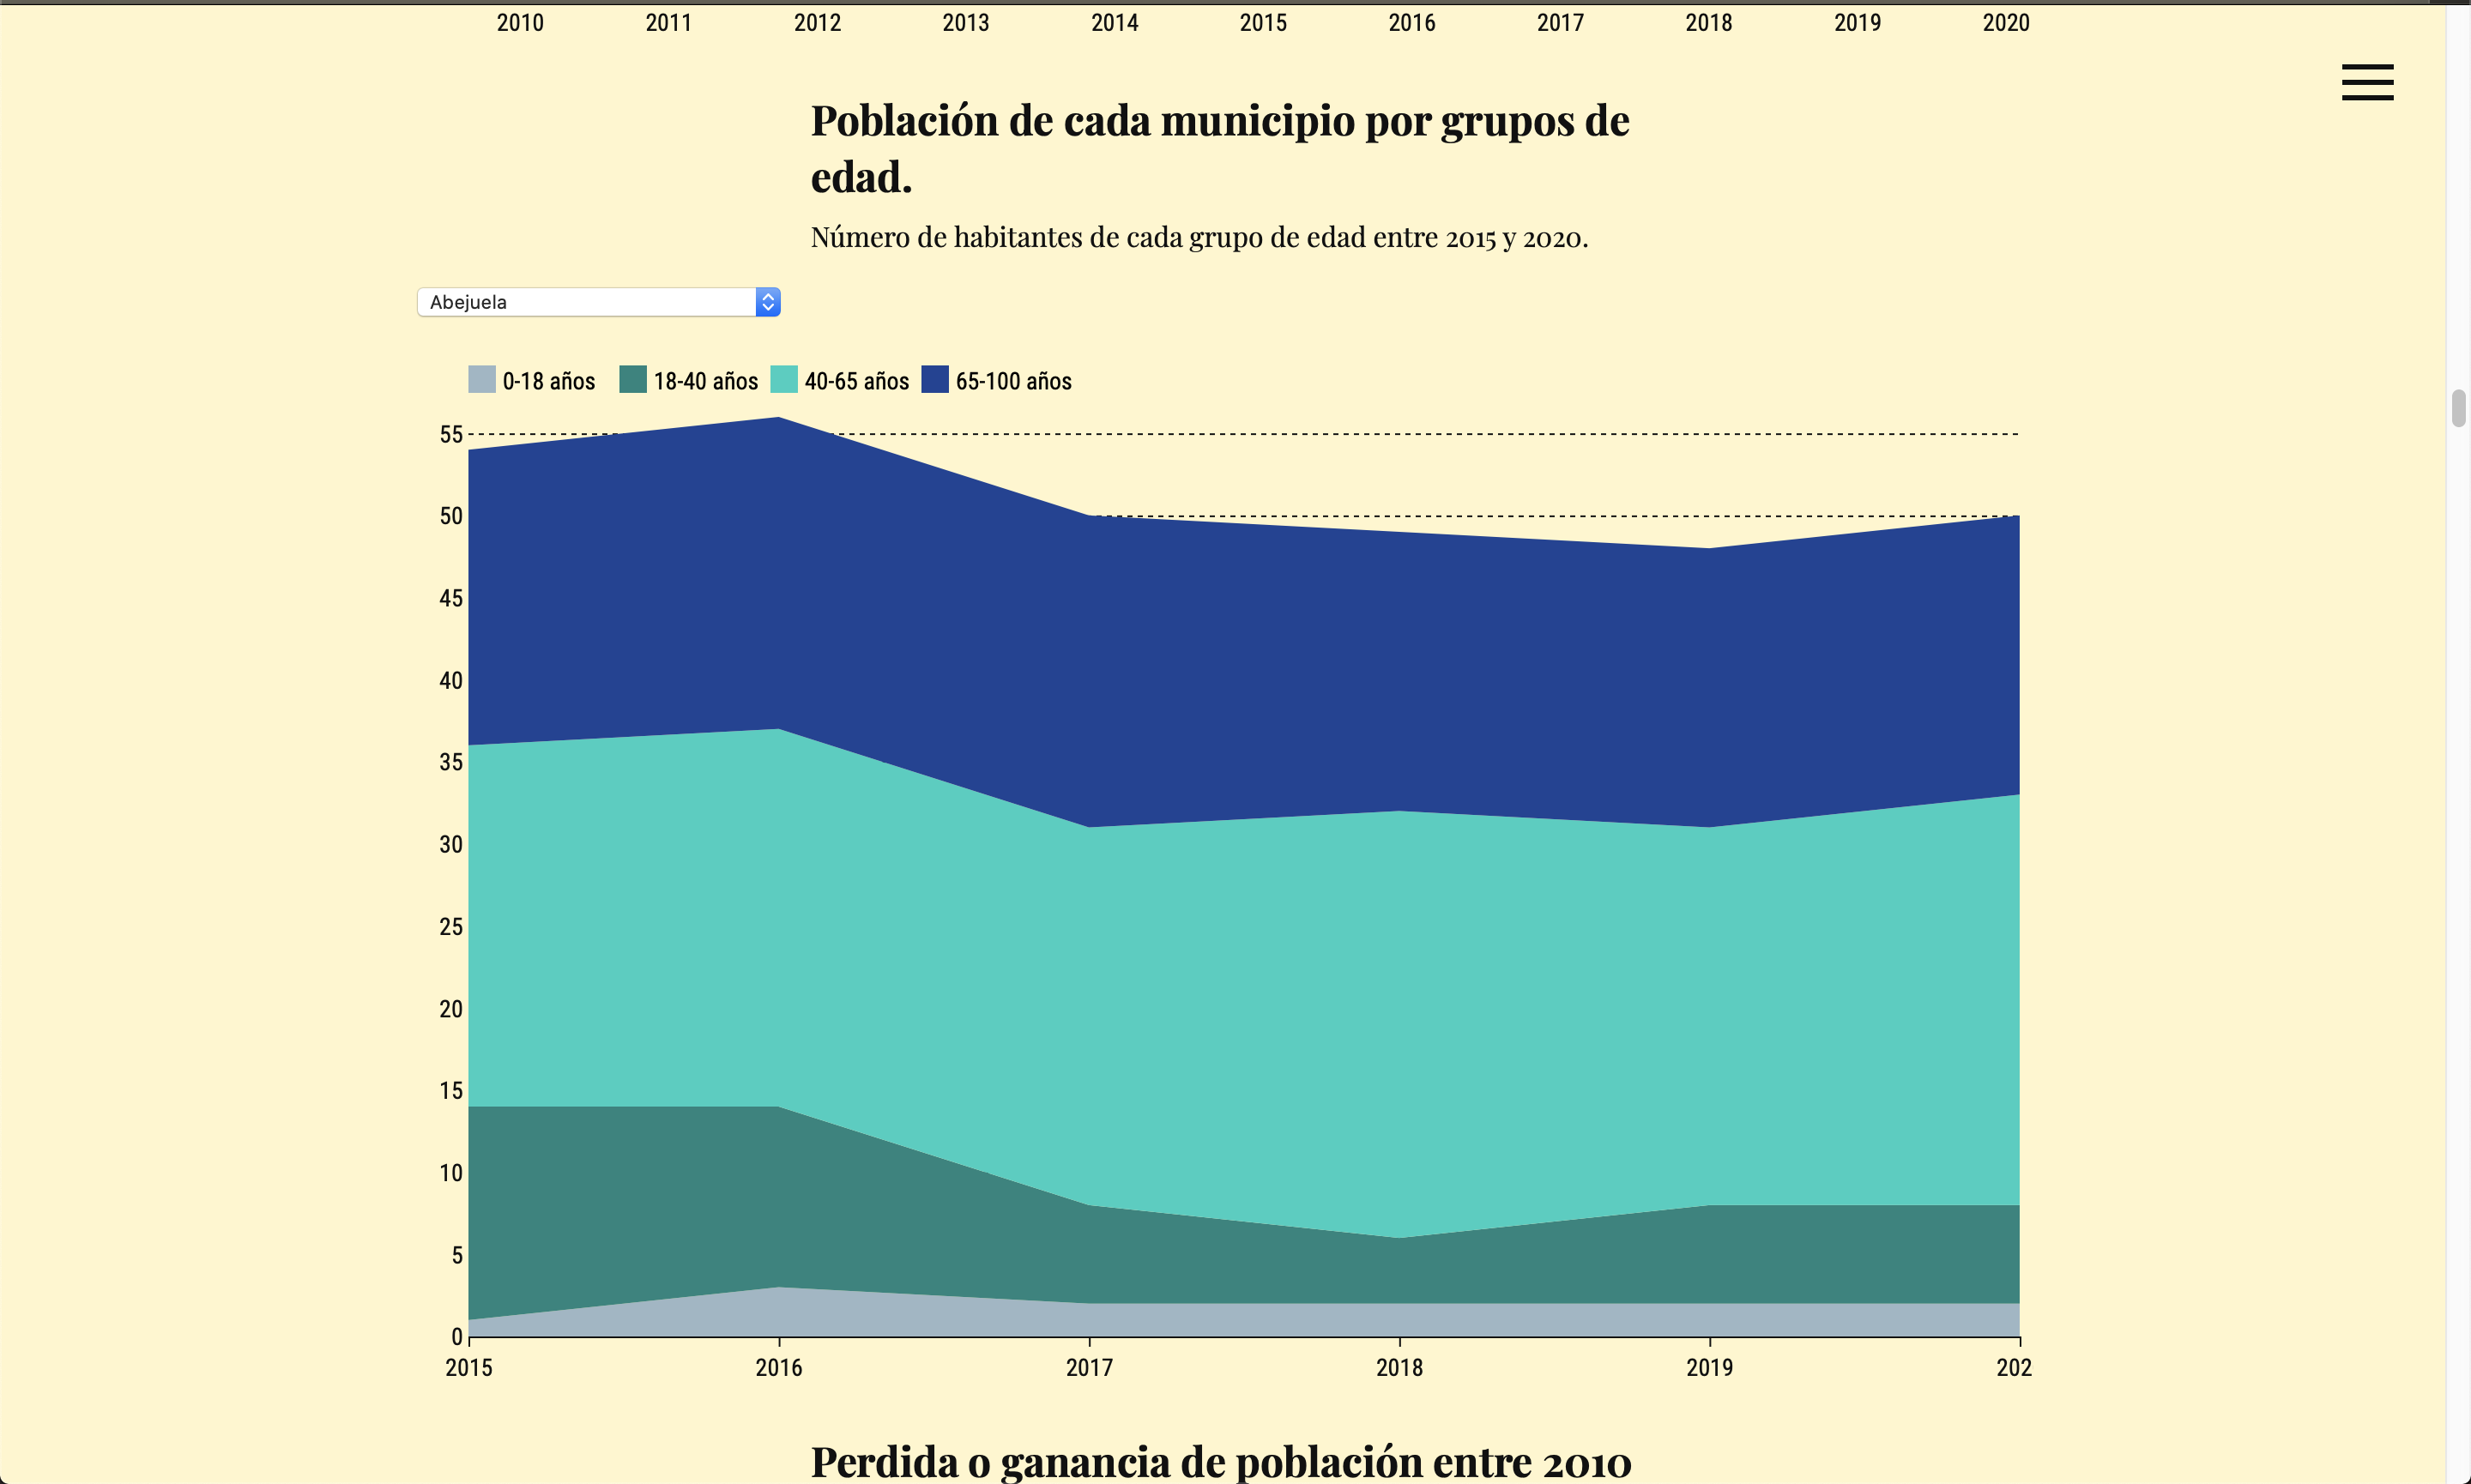 2010 2011 2012 2013 2014 2015 2016 2017 2018 2019 2020
Población de cada municipio por grupos de
edad.
Número de habitantes de cada grupo de edad entre 2015 y 2020.
Abejuela
0-18 años 18-40 años 40-65 años 65-100 años
55
50
45
40
35
30
25
20
15
10
5
0
2015 2016 2017 2018 2019 202
Perdida o ganancia de población entre 2010